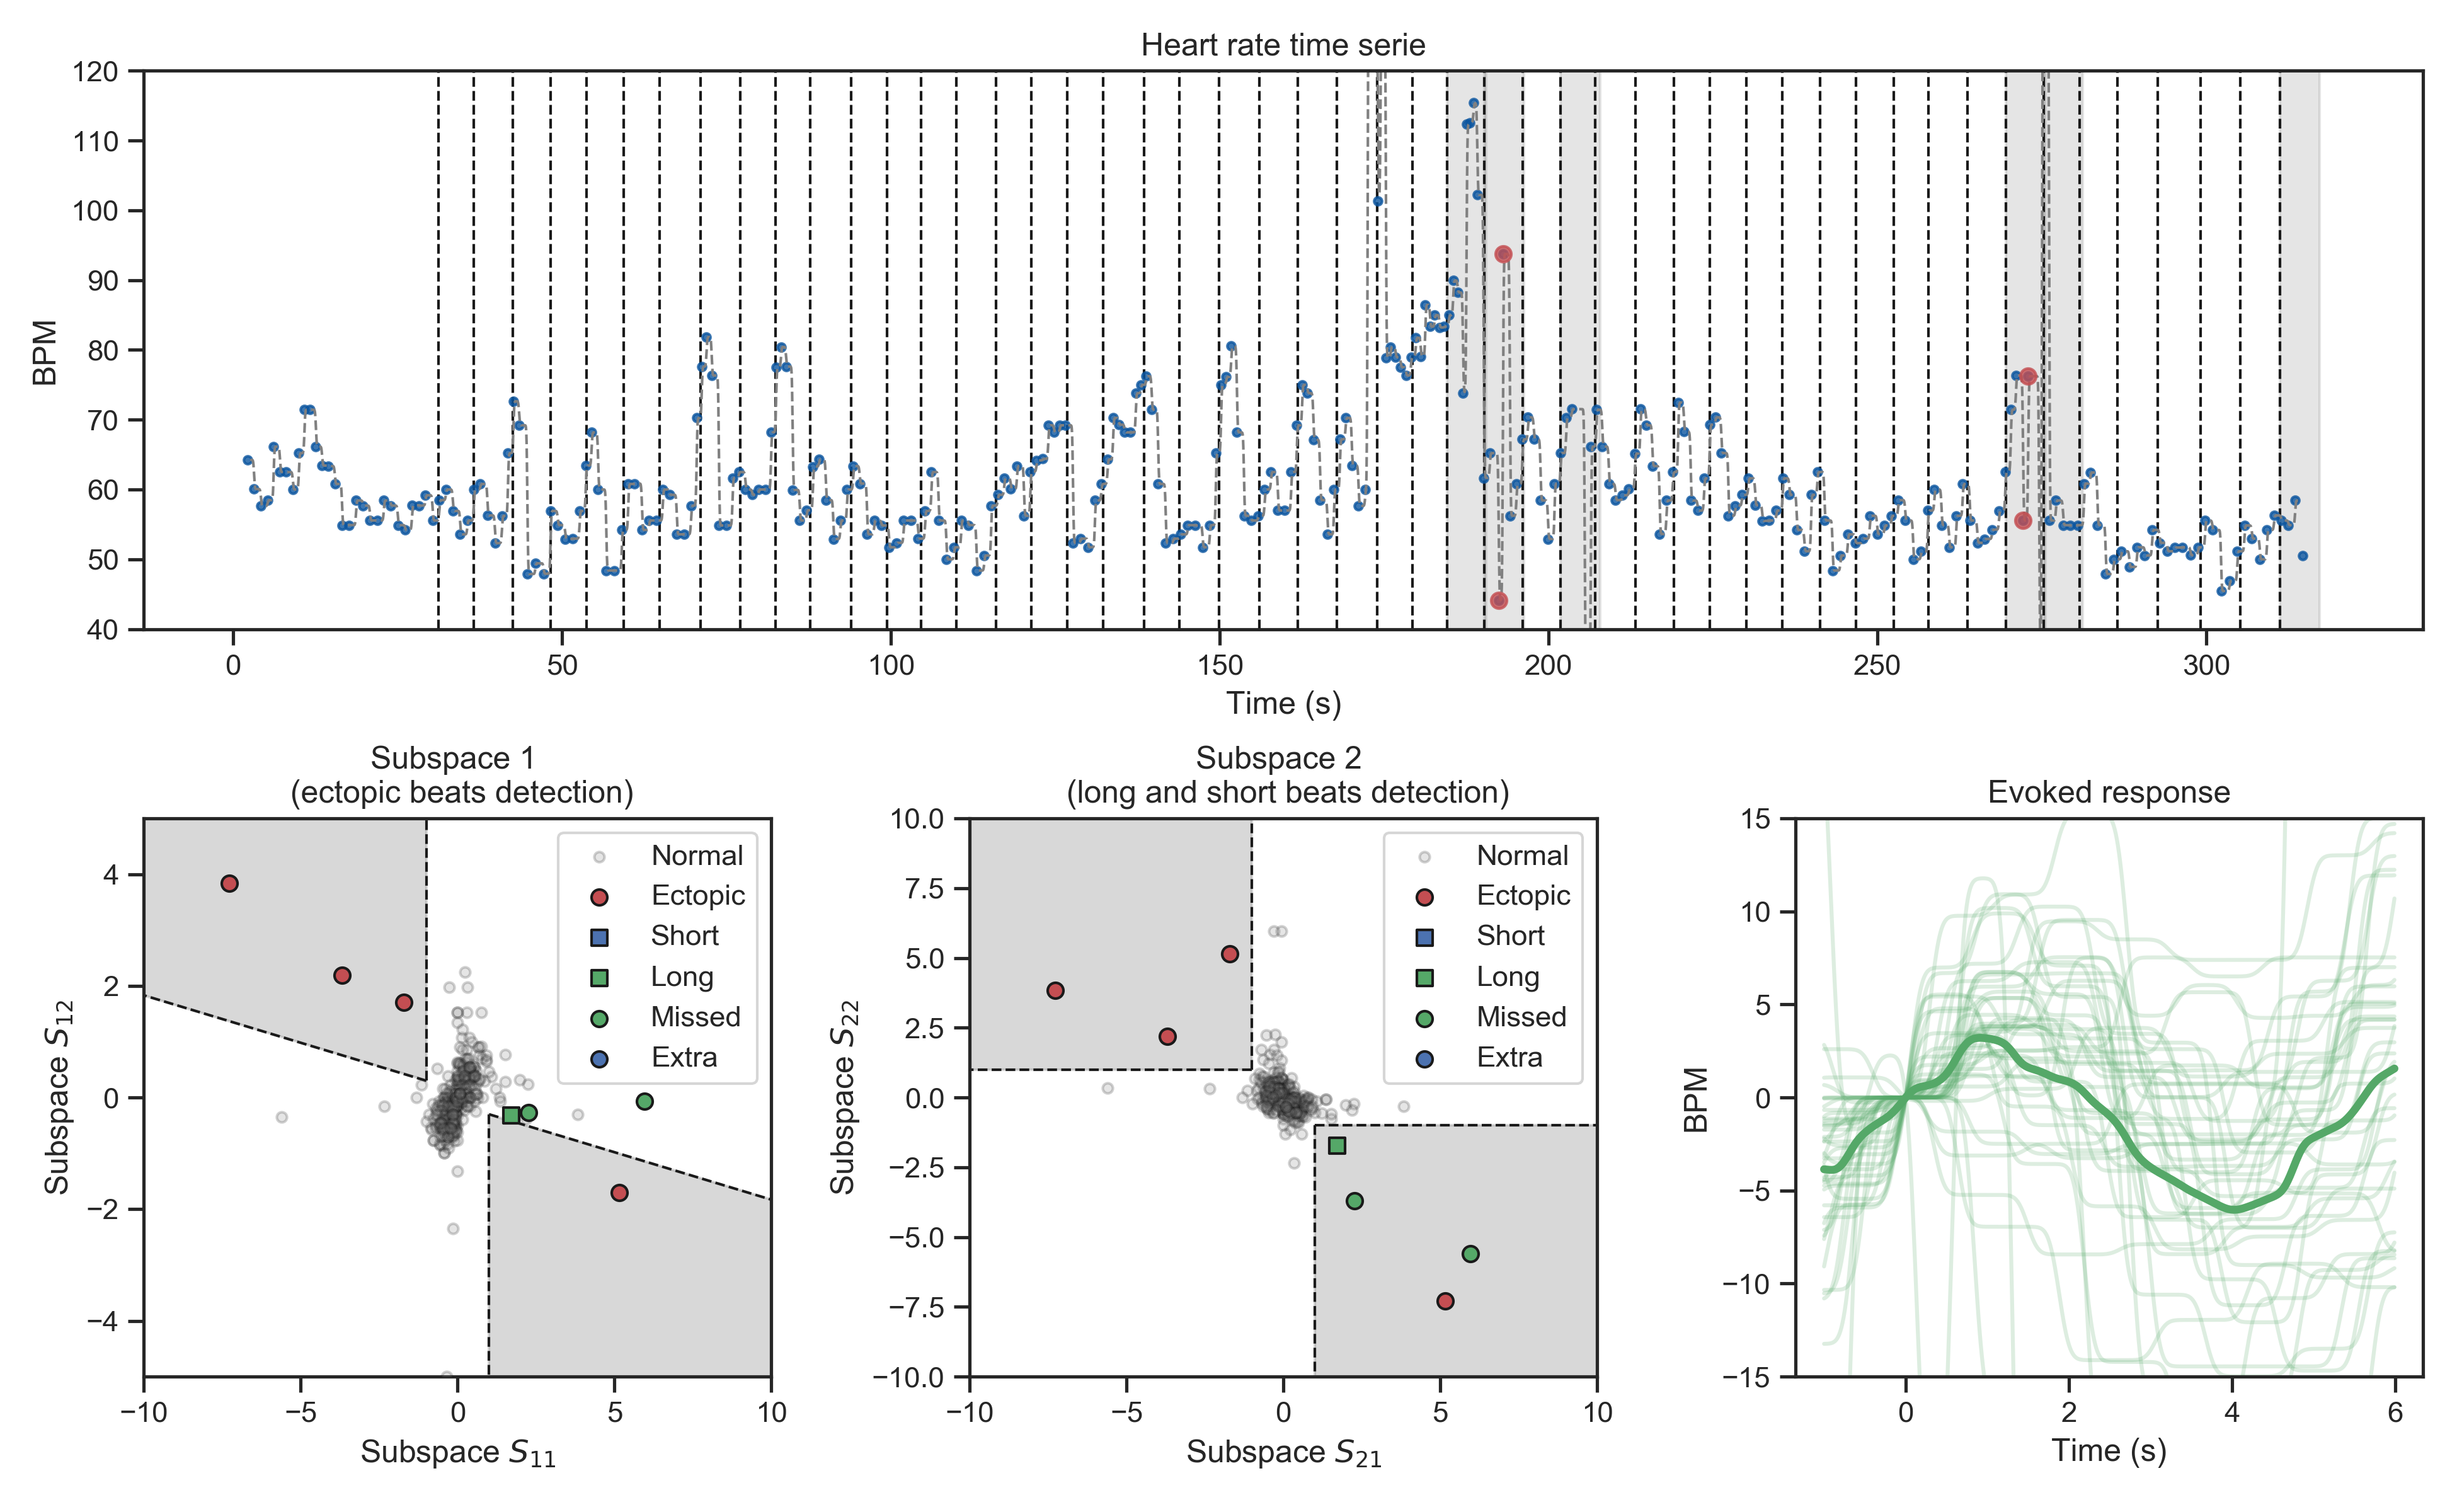 Heart rate time serie
120
110
100
90
80
70
60
50
40
BPM
0 50 100 150 200 250 300
Time (s)
Subspace 1
(ectopic beats detection)
4
2
0
−2
−4
Subspace S12
−10 −5 0 5 10
Subspace S11
Normal
Ectopic
Short
Long
Missed
Extra
Subspace 2
(long and short beats detection)
10.0
7.5
5.0
2.5
0.0
−2.5
−5.0
−7.5
−10.0
Subspace S22
−10 −5 0 5 10
Subspace S21
Normal
Ectopic
Short
Long
Missed
Extra
Evoked response
15
10
5
0
−5
−10
−15
BPM
0 2 4 6
Time (s)